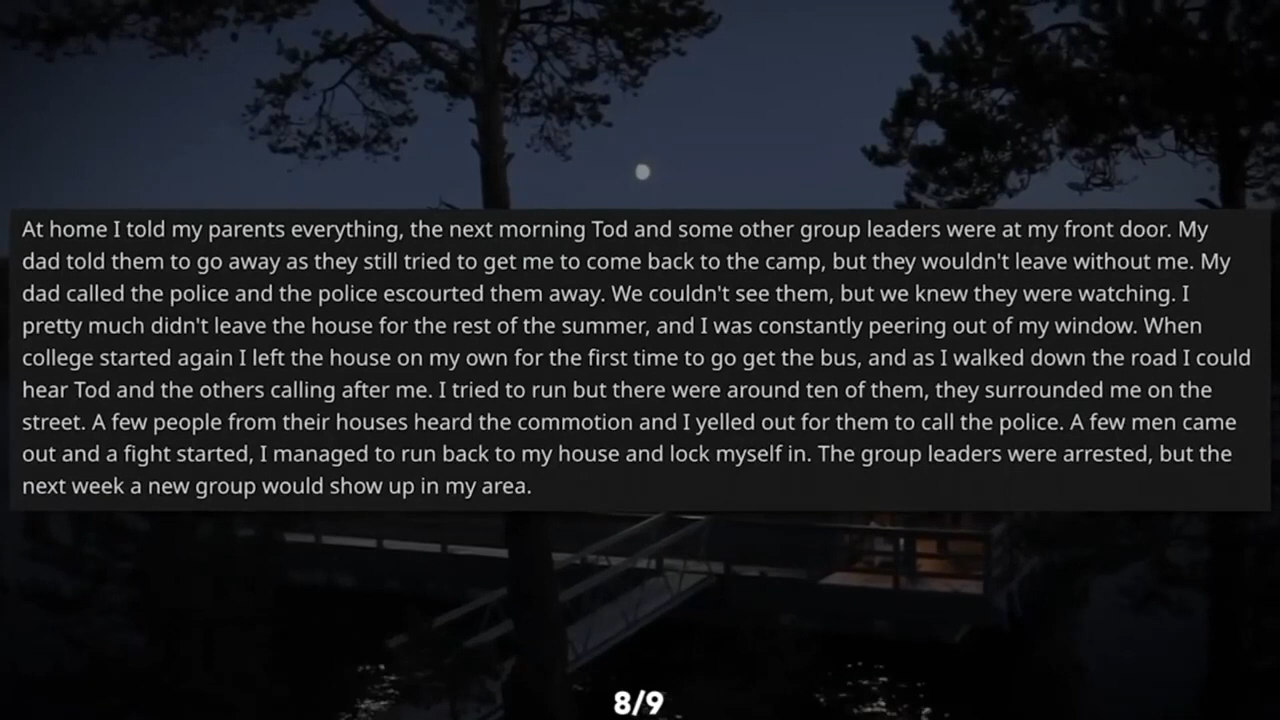 At home I told my parents everything, the next morning Tod and some other group leaders were at my front door. My
dad told them to go away as they still tried to get me to come back to the camp, but they wouldn't leave without me. My
dad called the police and the police escourted them away. We couldn't see them, but we knew they were watching. I
pretty much didn't leave the house for the rest of the summer, and I was constantly peering out of my window. When
college started again I left the house on my own for the first time to go get the bus, and as I walked down the road I could
hear Tod and the others calling after me. I tried to run but there were around ten of them, they surrounded me on the
street. A few people from their houses heard the commotion and I yelled out for them to call the police. A few men came
out and a fight started, I managed to run back to my house and lock myself in. The group leaders were arrested, but the
next week a new group would show up in my area.
8/9